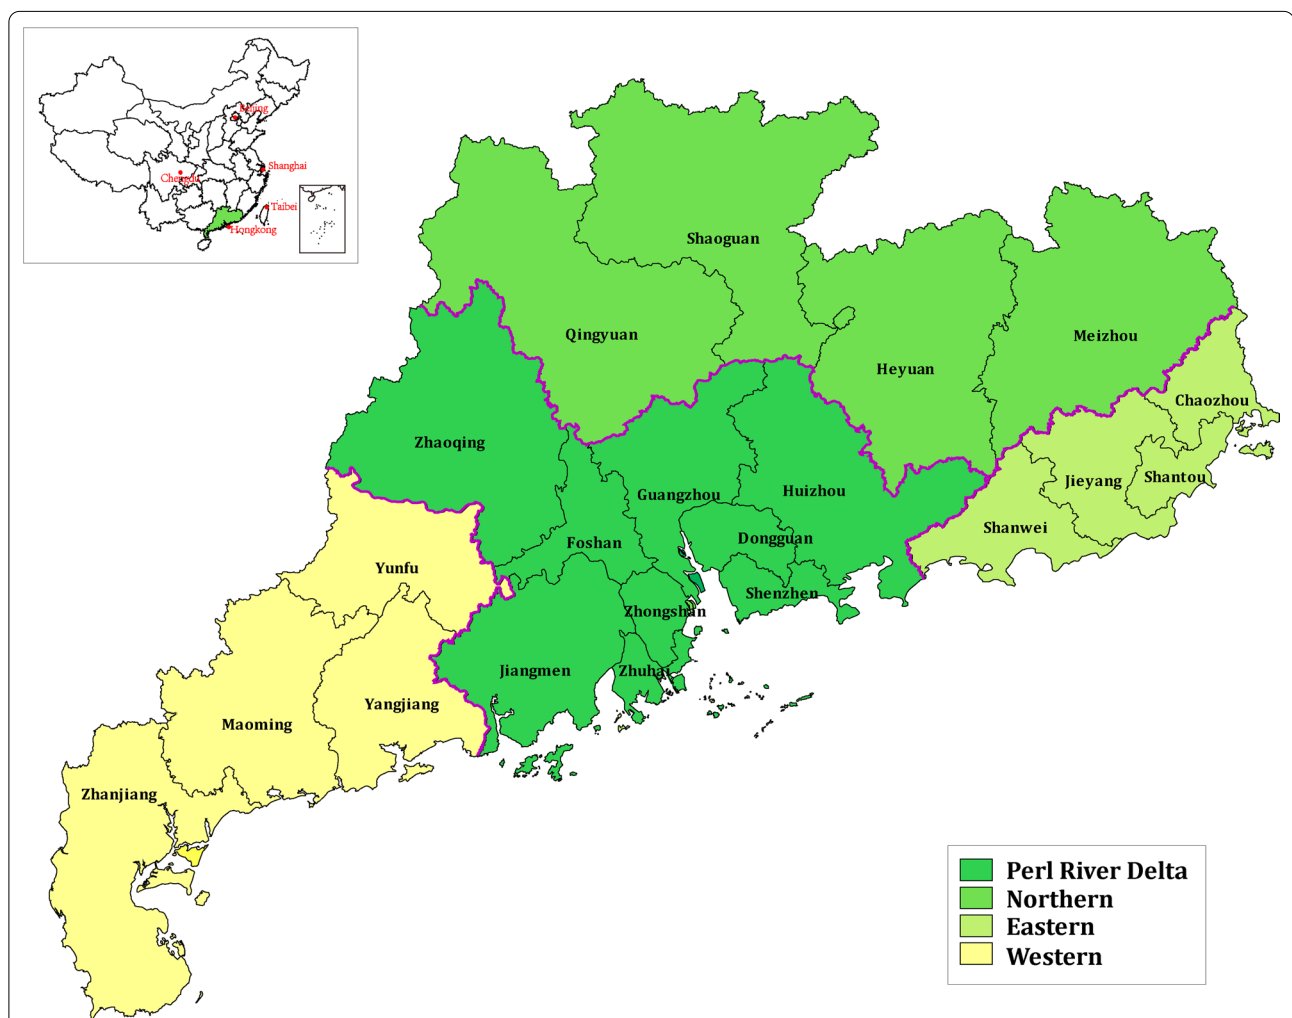 Beijing
Shanghai
Chengdu
Taibei
Hongkong
Shaoguan
Qingyuan
Meizhou
Heyuan
Chaozhou
Zhaoqing
Jieyang
Shantou
Guangzhou
Huizhou
Shanwei
Foshan
Dongguan
Yunfu
Shenzhen
Zhongshan
Jiangmen
Zhuhai
Yangjiang
Maoming
Zhanjiang
Perl River Delta
Northern
Eastern
Western